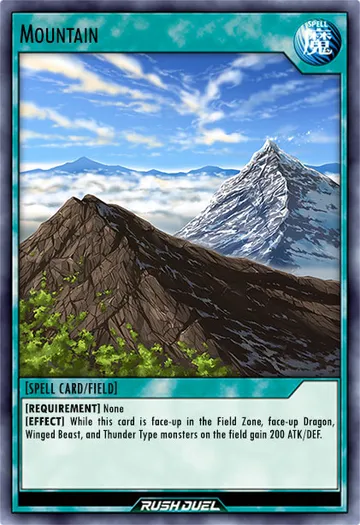 MOUNTAIN
SPELL
魔
[SPELL CARD/FIELD]
[REQUIREMENT] None
[EFFECT] While this card is face-up in the Field Zone, face-up Dragon,
Winged Beast, and Thunder Type monsters on the field gain 200 ATK/DEF.
RUSH DUEL